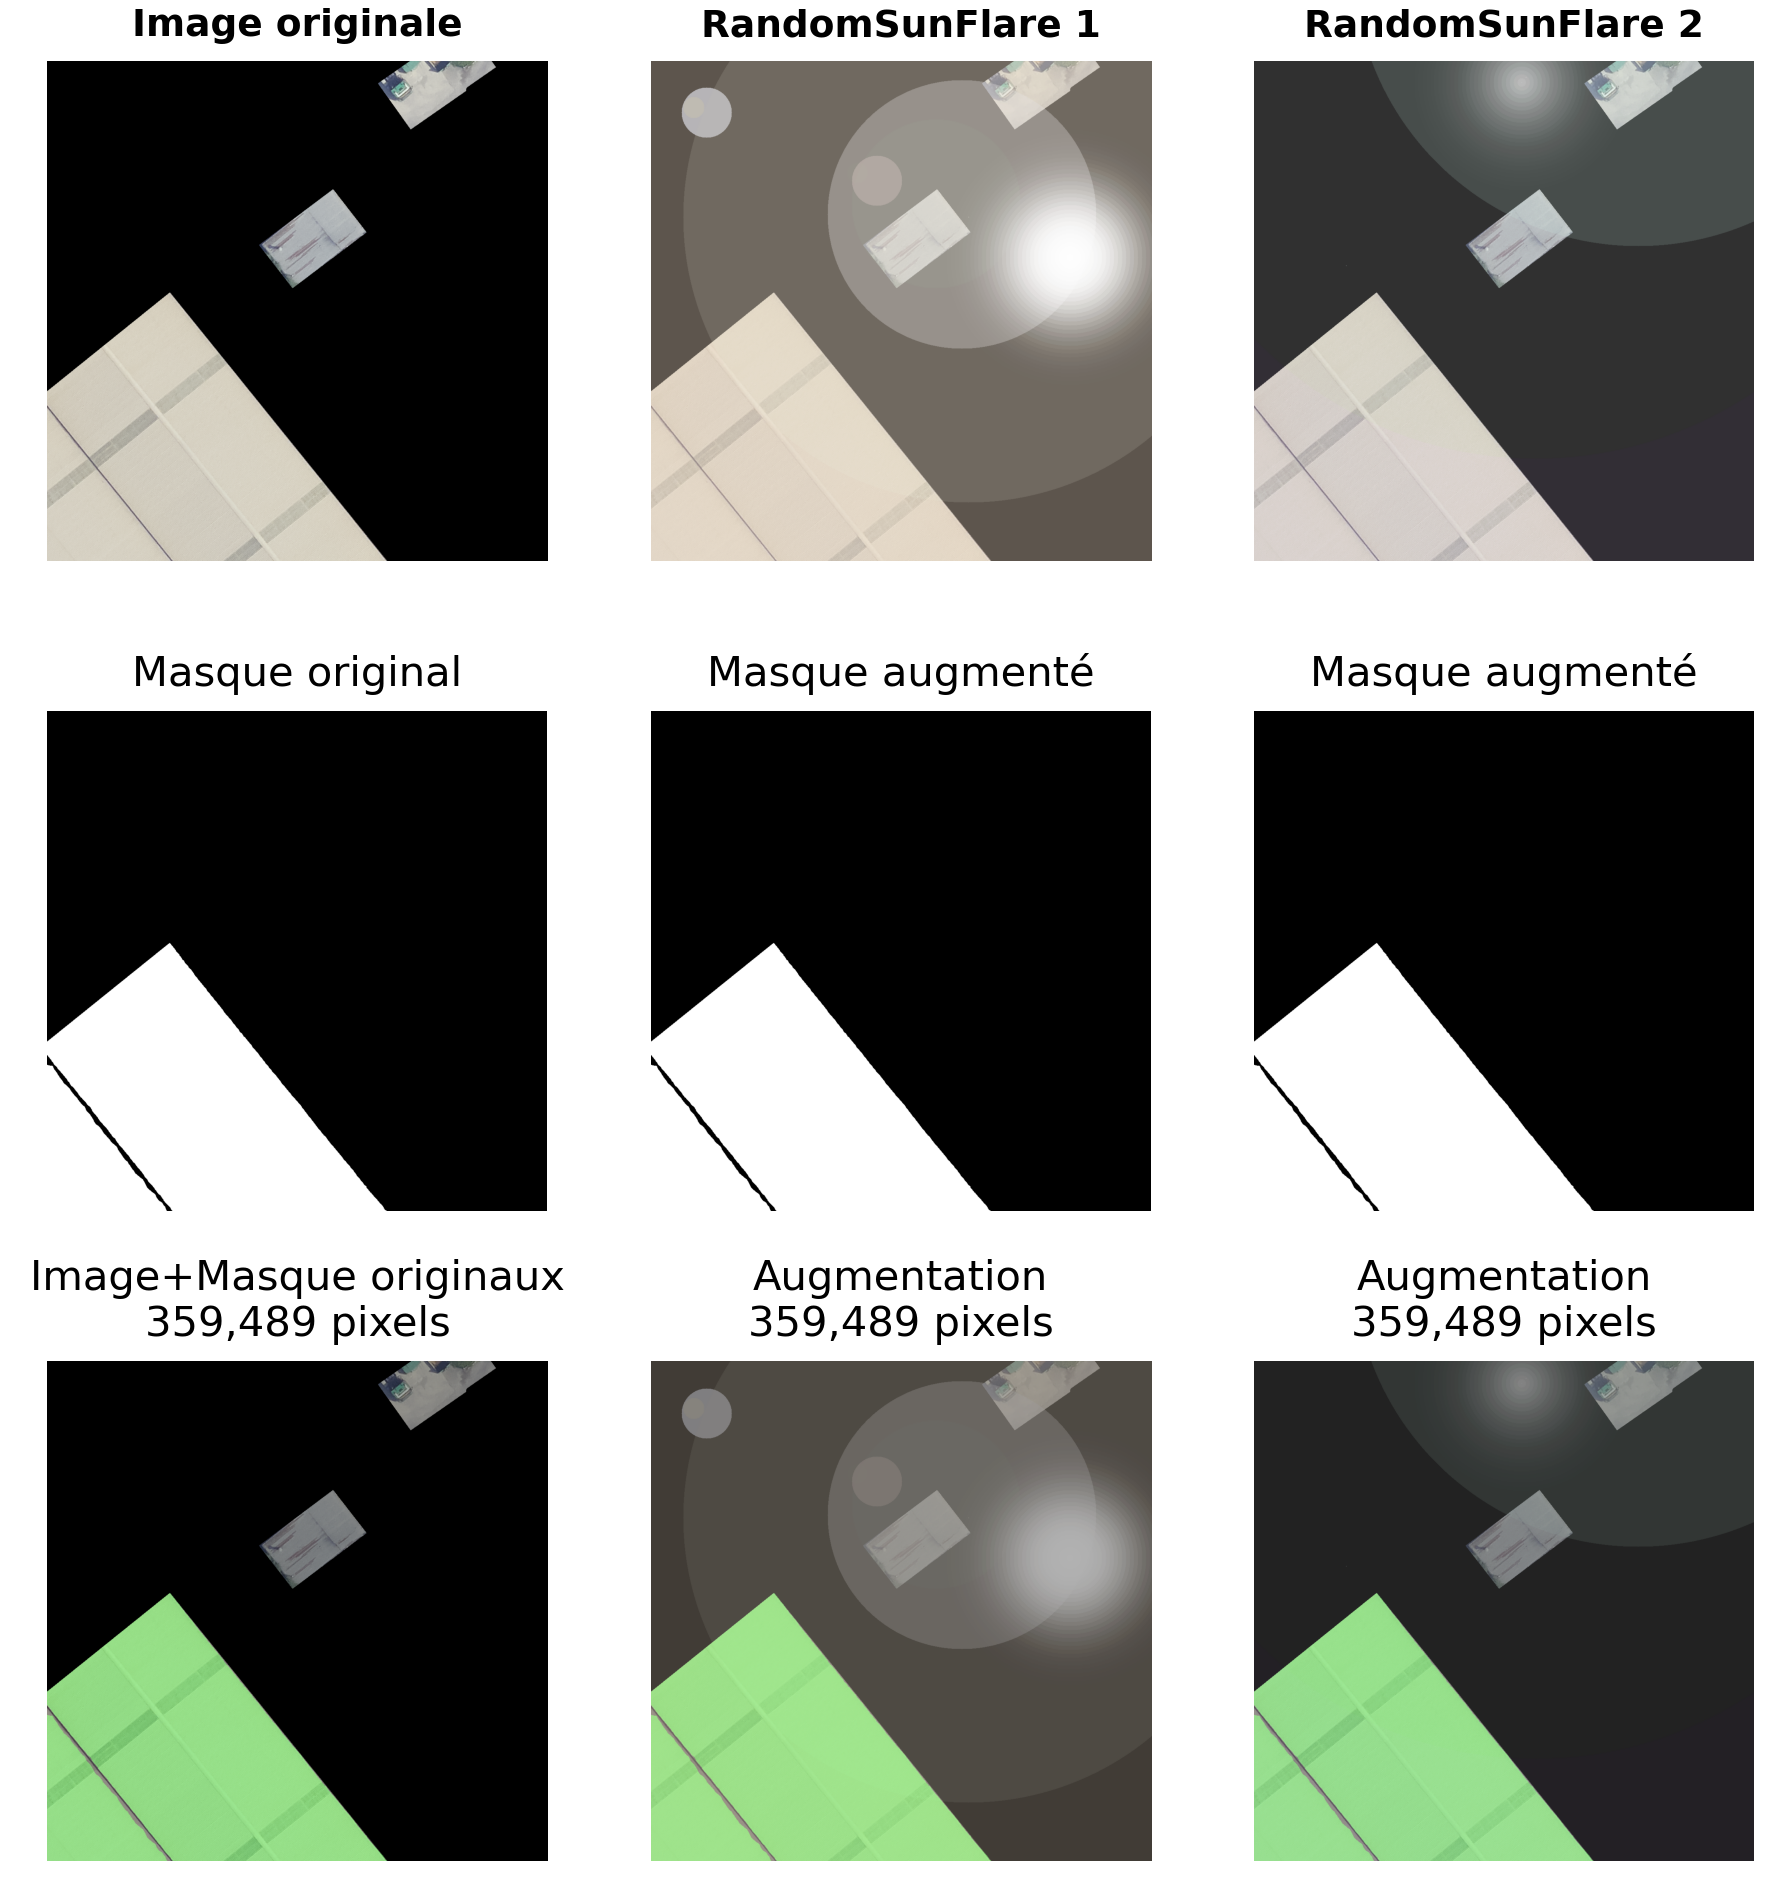 Image originale
RandomSunFlare 1
RandomSunFlare 2
Masque original
Masque augmenté
Masque augmenté
Image+Masque originaux
359,489 pixels
Augmentation
359,489 pixels
Augmentation
359,489 pixels